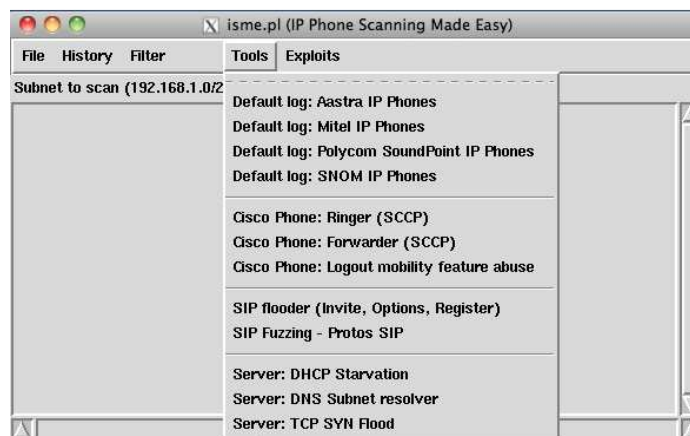 isme.pl (IP Phone Scanning Made Easy)
File History Filter Tools Exploits
Subnet to scan (192.168.1.0/2
Default log: Aastra IP Phones
Default log: Mitel IP Phones
Default log: Polycom SoundPoint IP Phones
Default log: SNOM IP Phones
Cisco Phone: Ringer (SCCP)
Cisco Phone: Forwarder (SCCP)
Cisco Phone: Logout mobility feature abuse
SIP flooder (Invite, Options, Register)
SIP Fuzzing - Protos SIP
Server: DHCP Starvation
Server: DNS Subnet resolver
Server: TCP SYN Flood